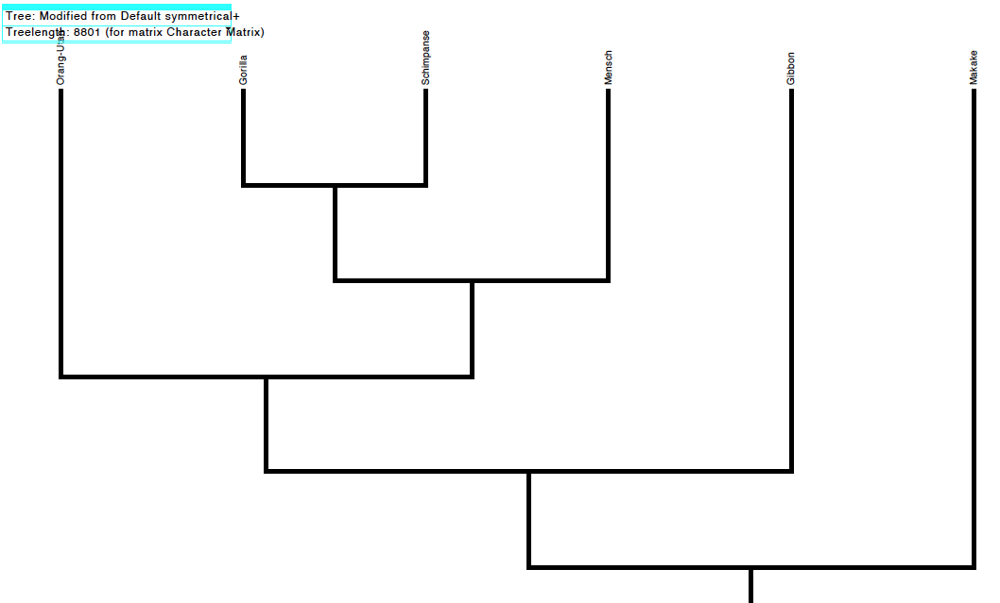 Tree: Modified from Default symmetrical+
Treelength: 8801 (for matrix Character Matrix)
Orang-Utan
Gorilla
Schimpanse
Mensch
Gibbon
Makake